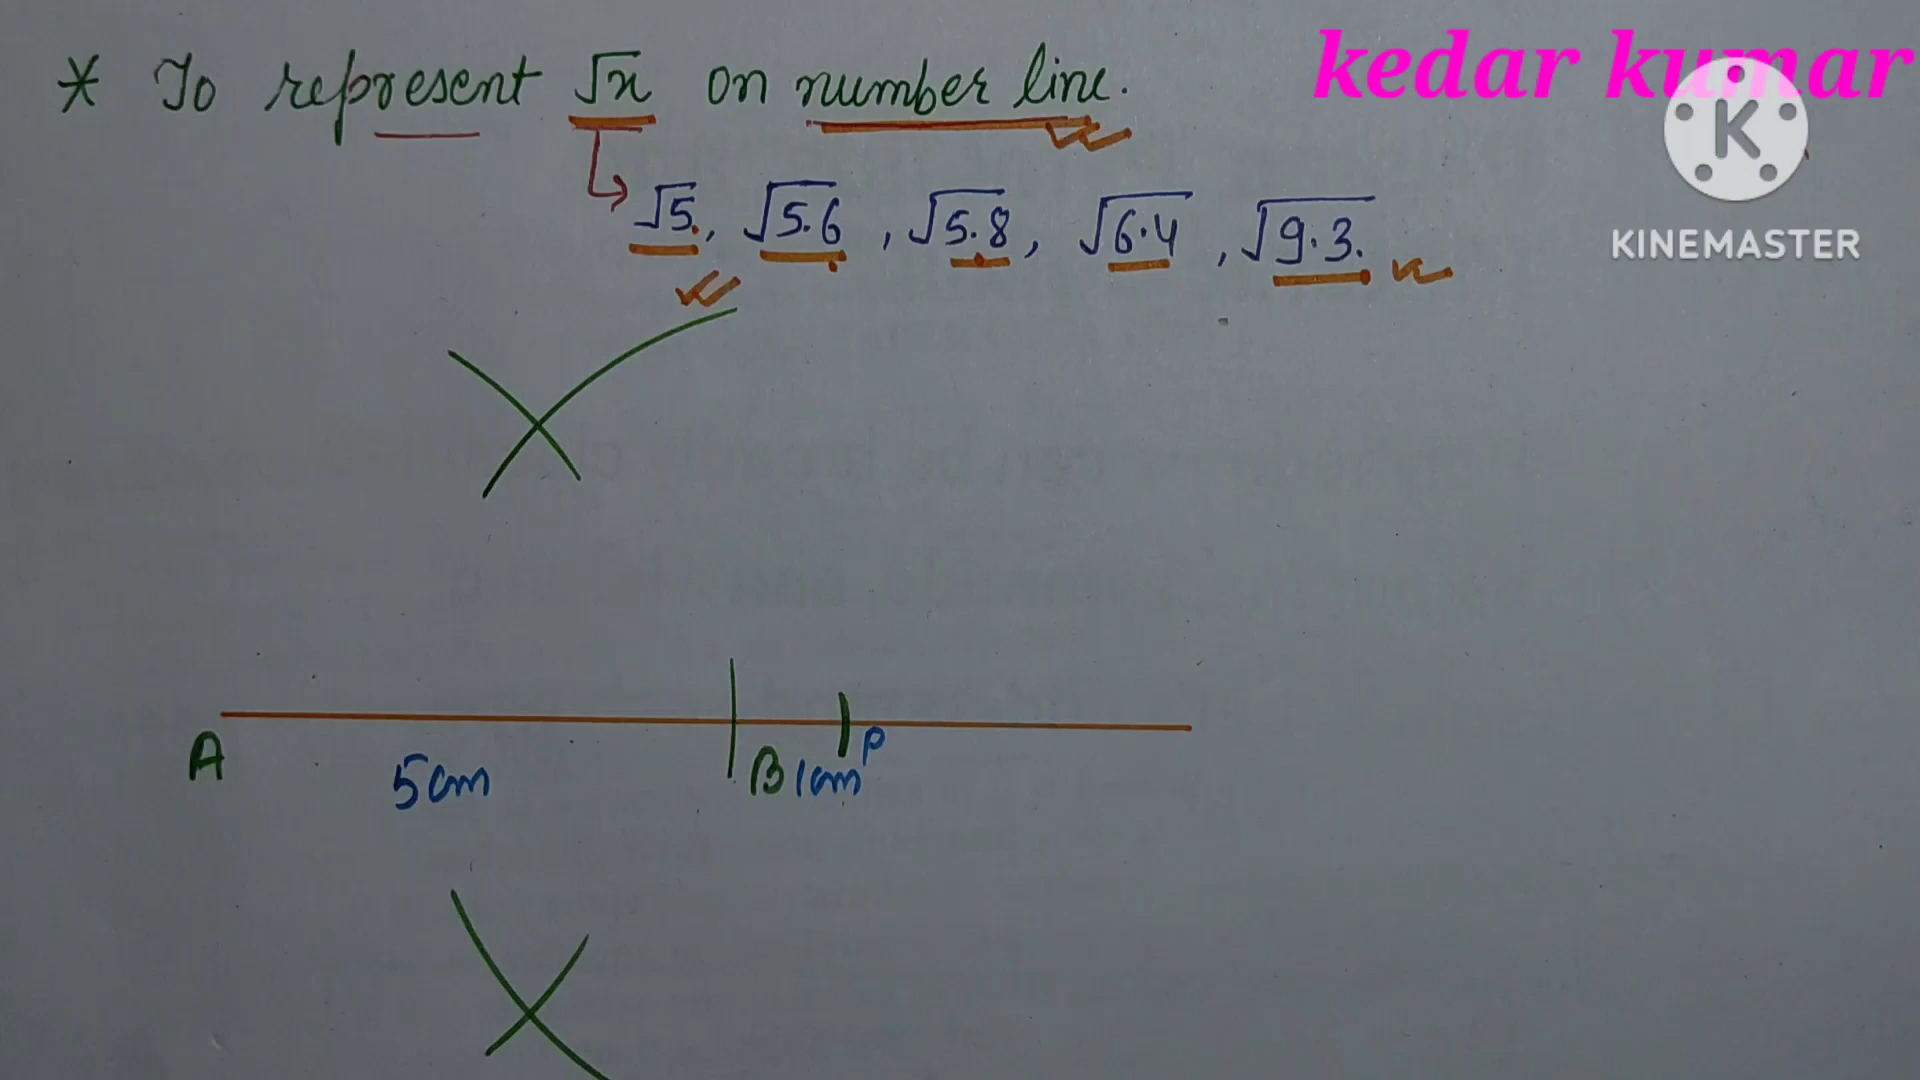 kedar kumar
* To represent √x on number line.
K
KINEMASTER
√5, √5.6, √5.8, √6.4, √9.3.
A 5cm B 1cm P